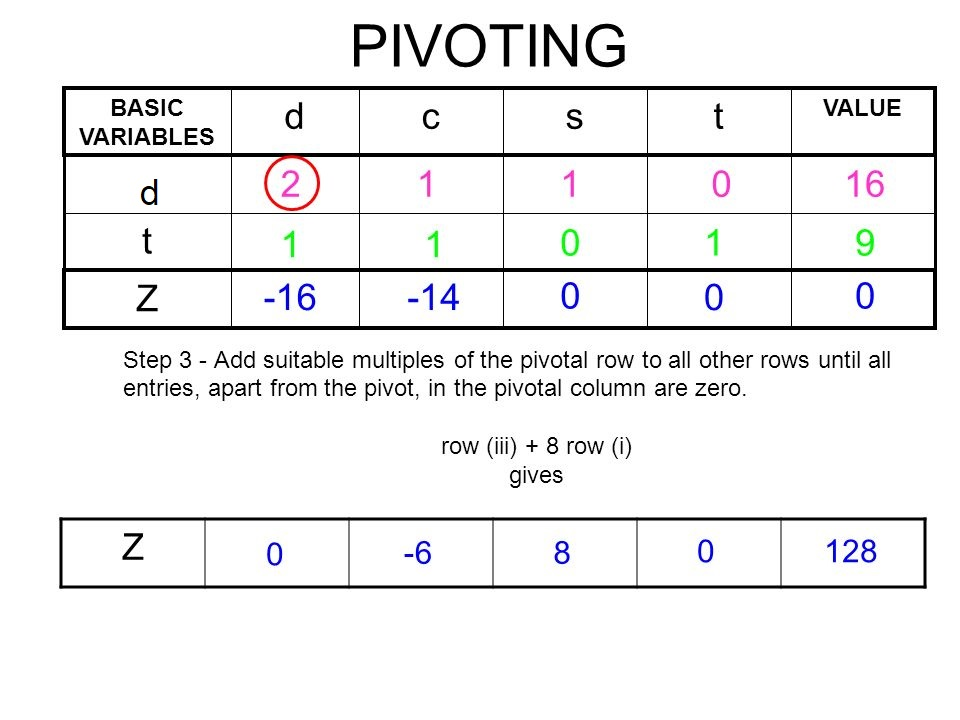 PIVOTING
BASIC VARIABLES d c s t VALUE
d 2 1 1 0 16
t 1 1 0 1 9
Z -16 -14 0 0 0
Step 3 - Add suitable multiples of the pivotal row to all other rows until all
entries, apart from the pivot, in the pivotal column are zero.
row (iii) + 8 row (i)
gives
Z 0 -6 8 0 128